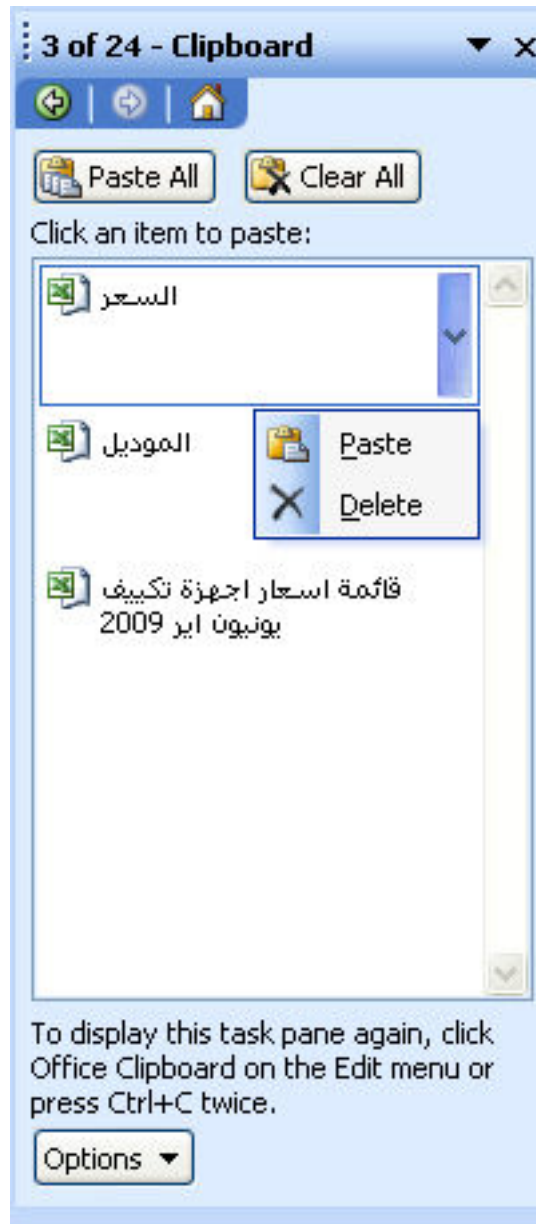 3 of 24 - Clipboard
Paste All
Clear All
Click an item to paste:
السعر
الموديل
Paste
Delete
قائمة اسعار اجهزة تكييف
يونيون اير 2009
To display this task pane again, click
Office Clipboard on the Edit menu or
press Ctrl+C twice.
Options